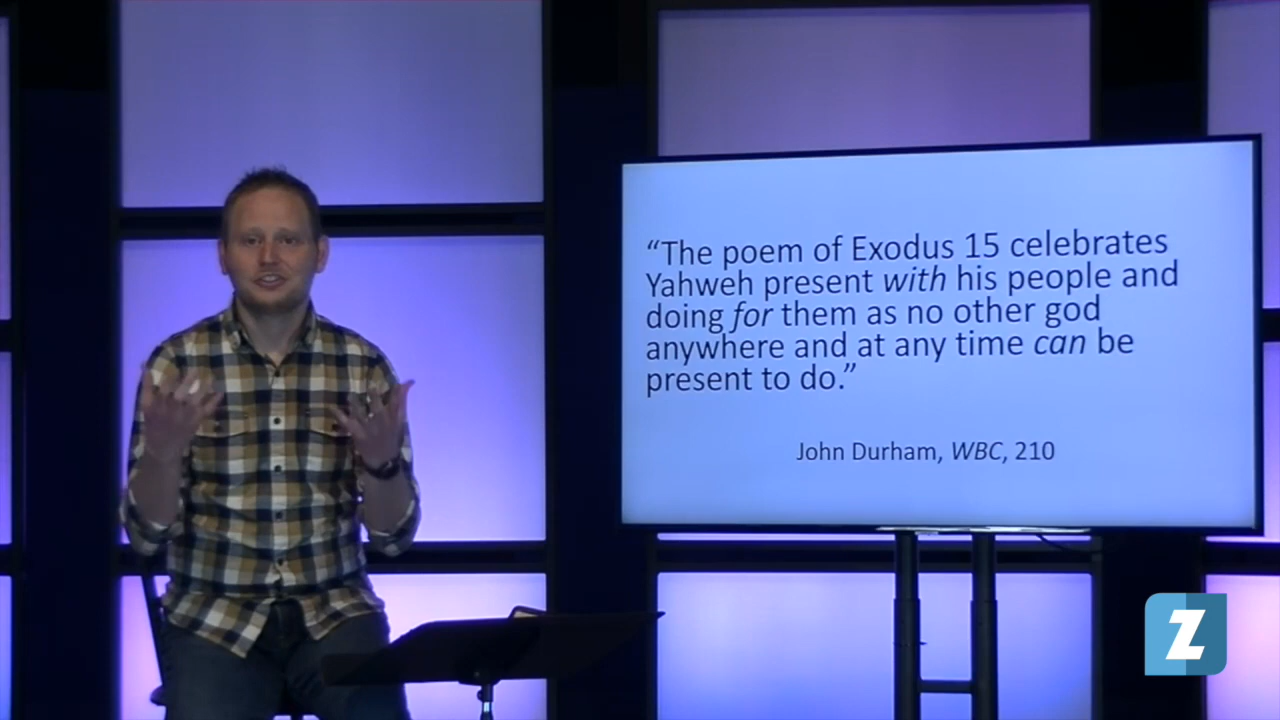 “The poem of Exodus 15 celebrates
Yahweh present with his people and
doing for them as no other god
anywhere and at any time can be
present to do.”
John Durham, WBC, 210
Z